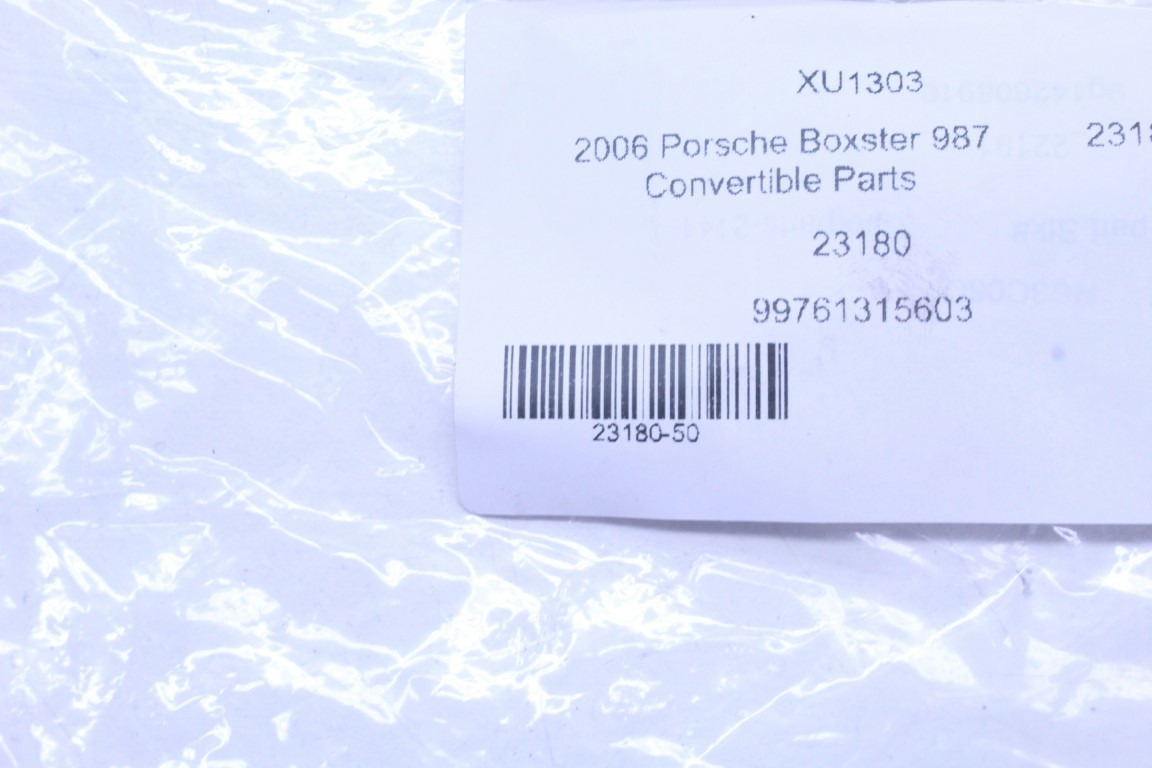 XU1303
2006 Porsche Boxster 987
Convertible Parts
23180
99761315603
23180-50